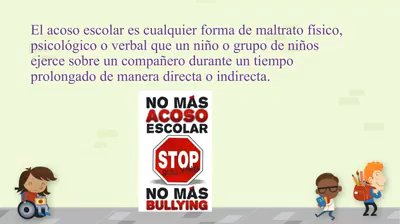 El acoso escolar es cualquier forma de maltrato físico,
psicológico o verbal que un niño o grupo de niños
ejerce sobre un compañero durante un tiempo
prolongado de manera directa o indirecta.
NO MÁS
ACOSO
ESCOLAR
STOP
NO MÁS
BULLYING